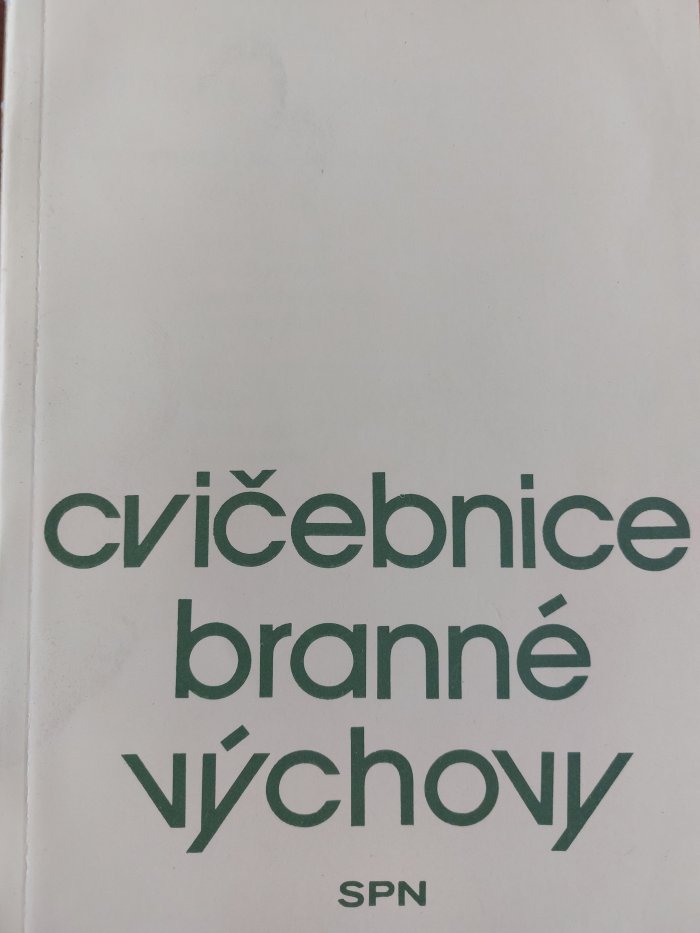 cvičebnice
branné
výchovy
SPN